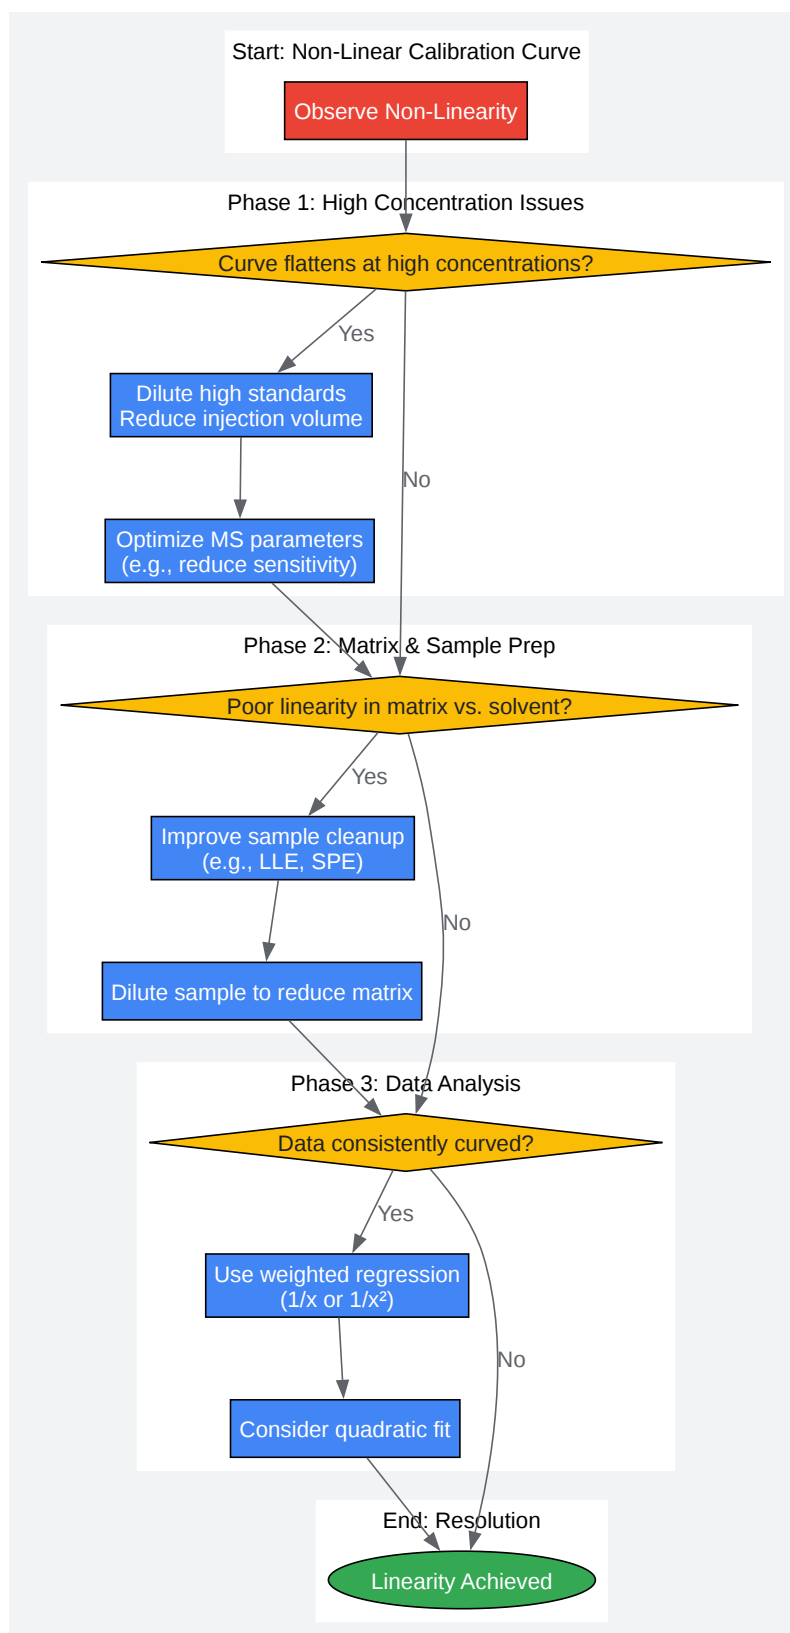 Start: Non-Linear Calibration Curve
Observe Non-Linearity
Phase 1: High Concentration Issues
Curve flattens at high concentrations?
Yes
Dilute high standards
Reduce injection volume
No
Optimize MS parameters
(e.g., reduce sensitivity)
Phase 2: Matrix & Sample Prep
Poor linearity in matrix vs. solvent?
Yes
Improve sample cleanup
(e.g., LLE, SPE)
No
Dilute sample to reduce matrix
Phase 3: Data Analysis
Data consistently curved?
Yes
Use weighted regression
(1/x or 1/x²)
No
Consider quadratic fit
End: Resolution
Linearity Achieved